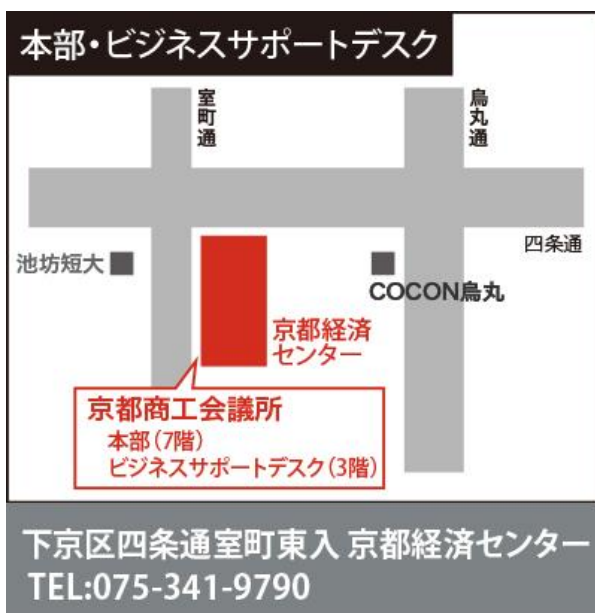 本部・ビジネスサポートデスク
室町通
烏丸通
四条通
池坊短大
COCON烏丸
京都経済
センター
京都商工会議所
本部（7階）
ビジネスサポートデスク（3階）
下京区四条通室町東入 京都経済センター
TEL:075-341-9790